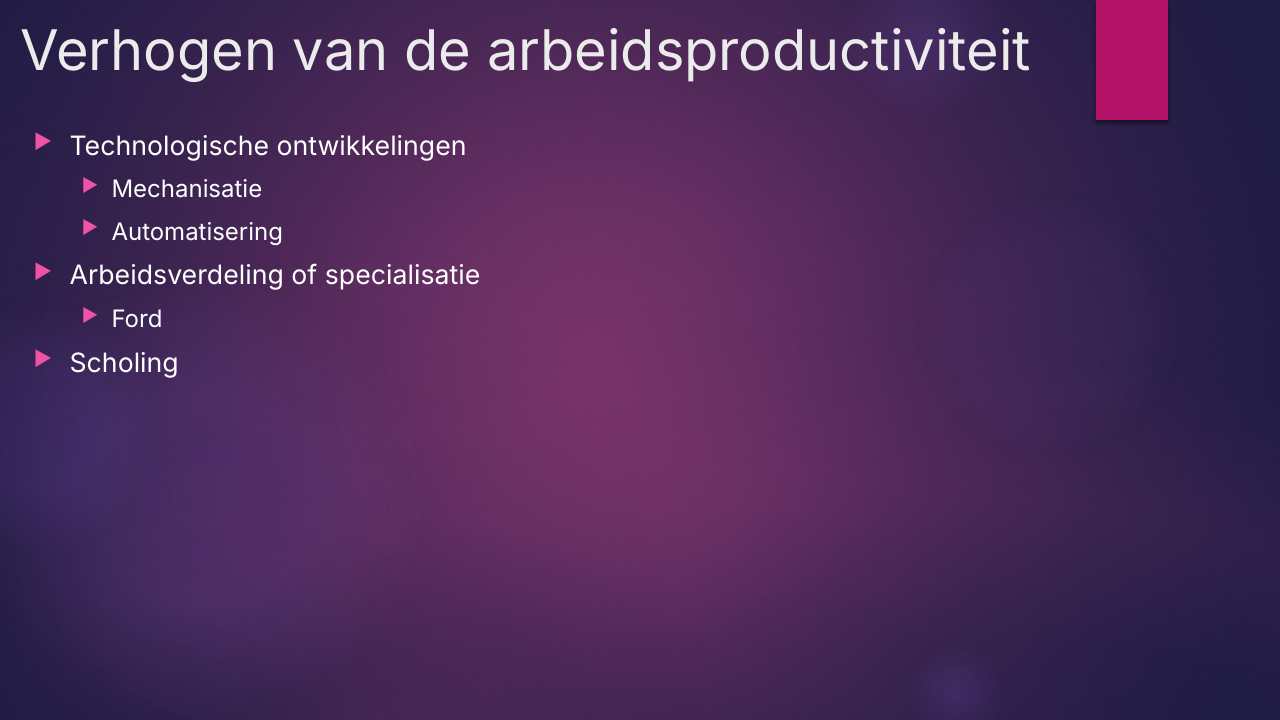 Verhogen van de arbeidsproductiviteit
Technologische ontwikkelingen
Mechanisatie
Automatisering
Arbeidsverdeling of specialisatie
Ford
Scholing